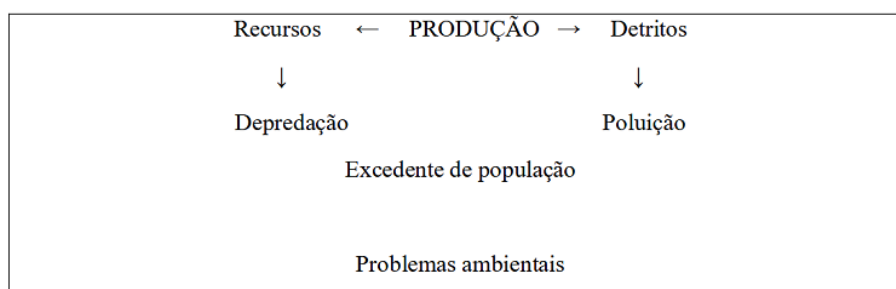 Recursos ← PRODUÇÃO → Detritos
↓ ↓
Depredação Poluição
Excedente de população
Problemas ambientais